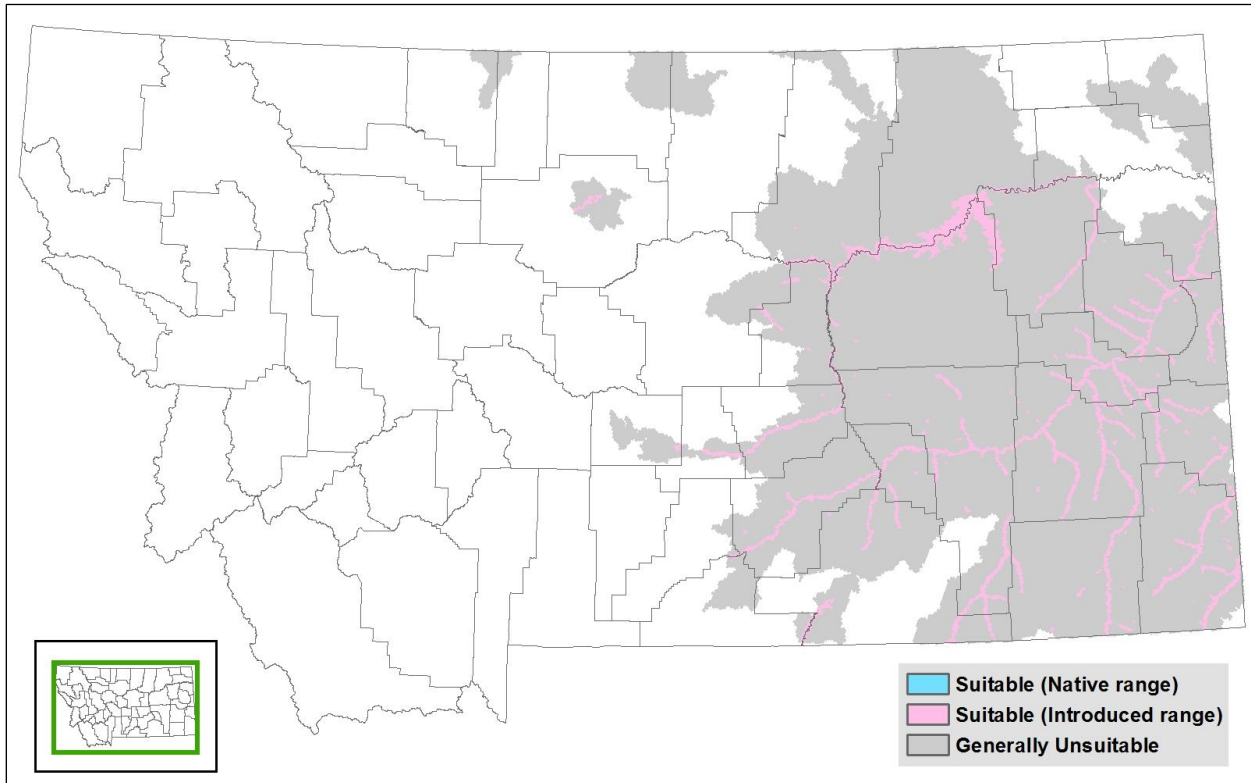 Suitable (Native range)
Suitable (Introduced range)
Generally Unsuitable